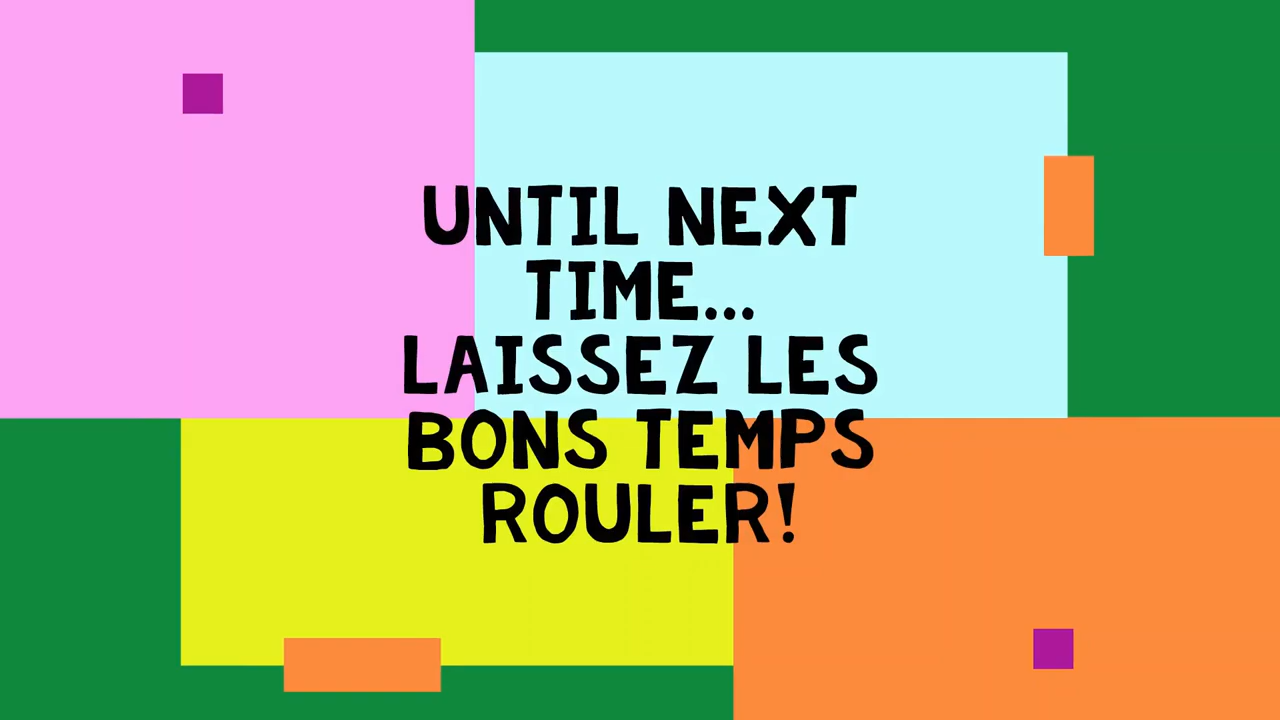 UNTIL NEXT
TIME...
LAISSEZ LES
BONS TEMPS
ROULER!